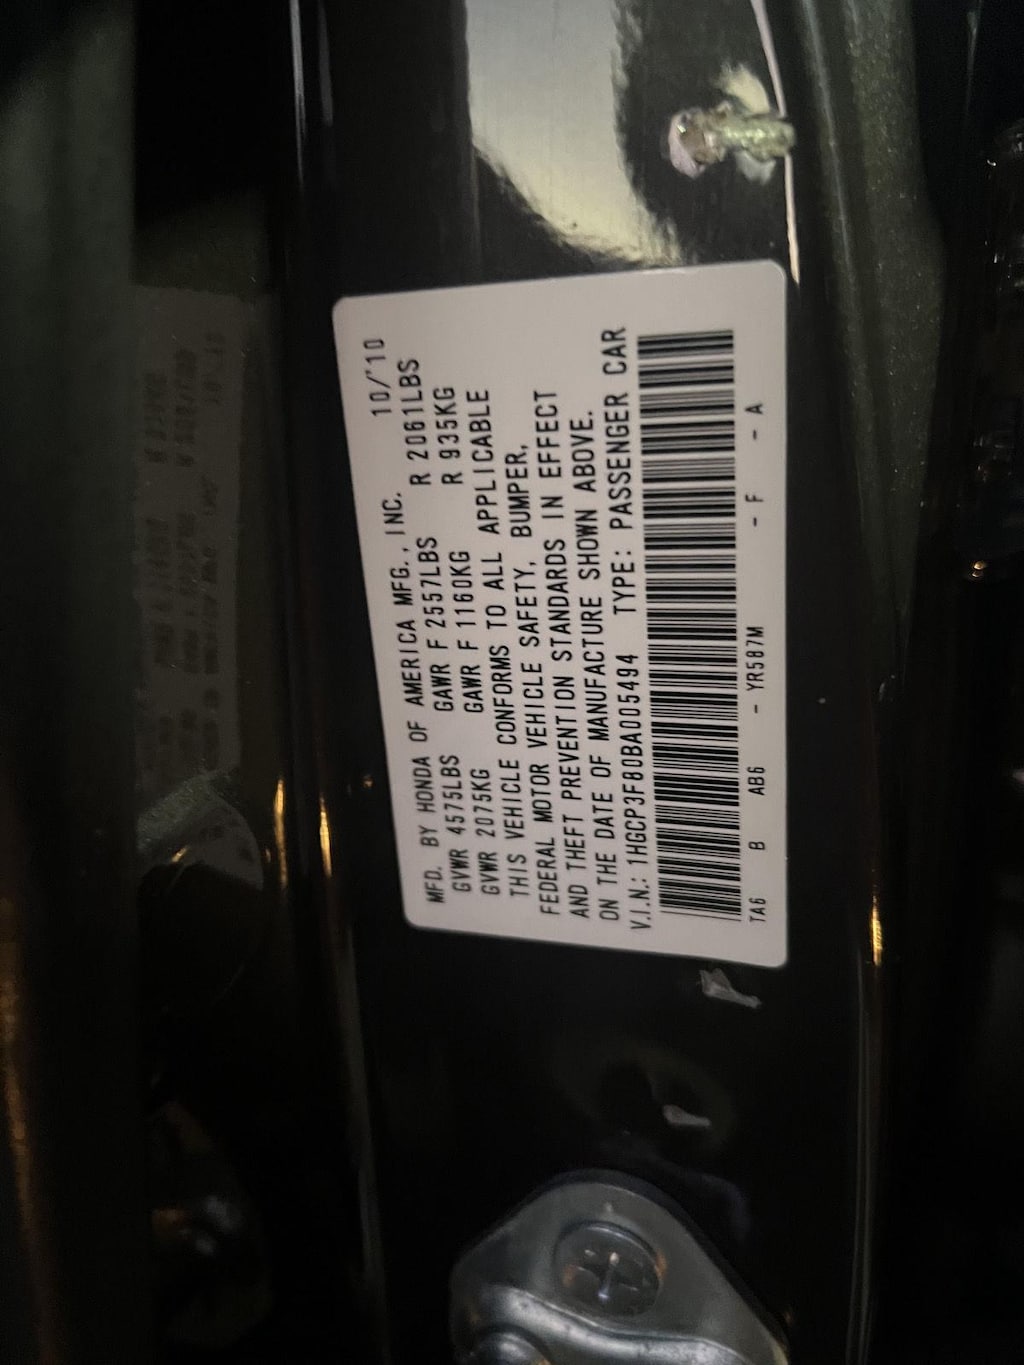 MFD. BY HONDA OF AMERICA MFG., INC. 10/'10
GVWR 4575LBS GAWR F 2557LBS R 2061LBS
GVWR 2075KG GAWR F 1160KG R 935KG
THIS VEHICLE CONFORMS TO ALL APPLICABLE
FEDERAL MOTOR VEHICLE SAFETY, BUMPER,
AND THEFT PREVENTION STANDARDS IN EFFECT
ON THE DATE OF MANUFACTURE SHOWN ABOVE.
V.I.N.: 1HGCP3F80BA005494 TYPE: PASSENGER CAR
TA6 B AB6 - YR587M - F - A